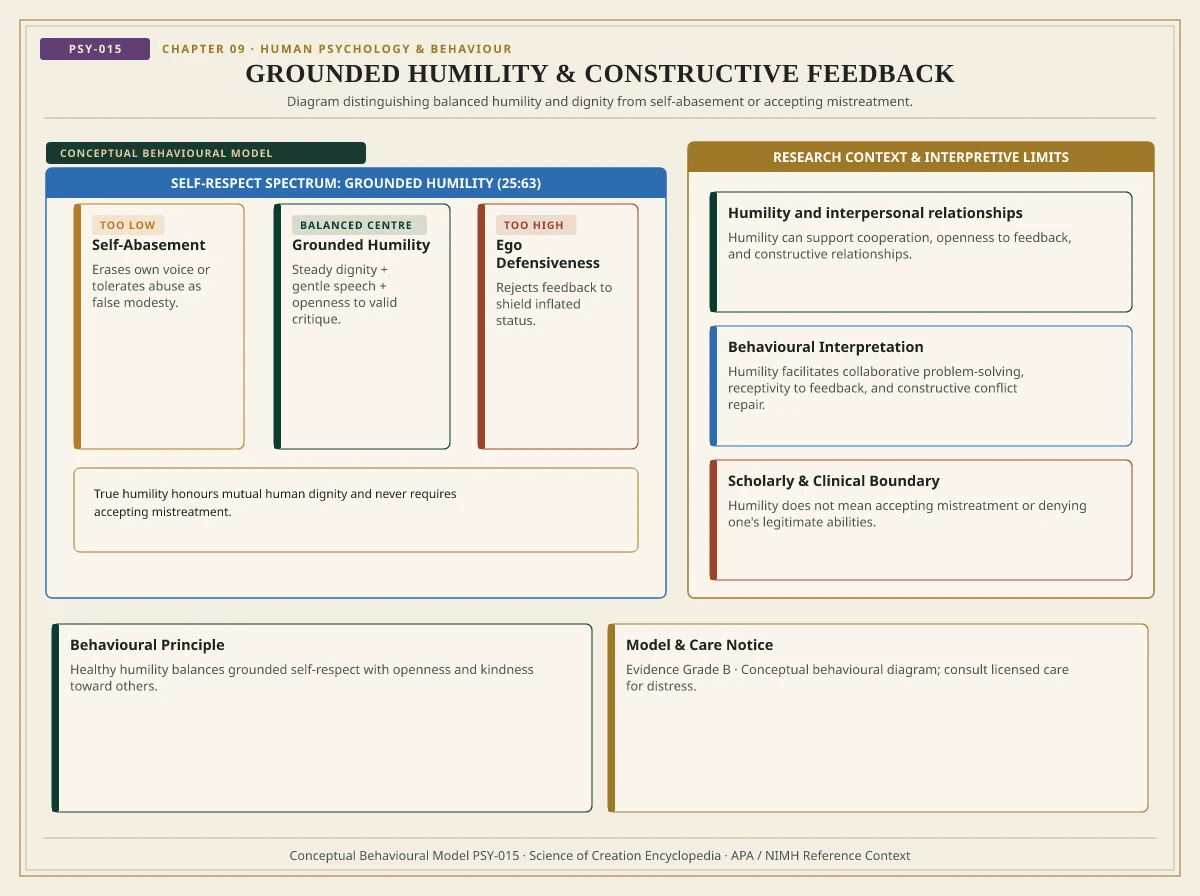 PSY-015
CHAPTER 09 · HUMAN PSYCHOLOGY & BEHAVIOUR
GROUNDED HUMILITY & CONSTRUCTIVE FEEDBACK
Diagram distinguishing balanced humility and dignity from self-abasement or accepting mistreatment.
CONCEPTUAL BEHAVIOURAL MODEL
SELF-RESPECT SPECTRUM: GROUNDED HUMILITY (25:63)
TOO LOW
Self-Abasement
Erases own voice or
tolerates abuse as
false modesty.
BALANCED CENTRE
Grounded Humility
Steady dignity +
gentle speech +
openness to valid
critique.
TOO HIGH
Ego
Defensiveness
Rejects feedback to
shield inflated
status.
True humility honours mutual human dignity and never requires
accepting mistreatment.
RESEARCH CONTEXT & INTERPRETIVE LIMITS
Humility and interpersonal relationships
Humility can support cooperation, openness to feedback,
and constructive relationships.
Behavioural Interpretation
Humility facilitates collaborative problem-solving,
receptivity to feedback, and constructive conflict
repair.
Scholarly & Clinical Boundary
Humility does not mean accepting mistreatment or denying
one's legitimate abilities.
Behavioural Principle
Healthy humility balances grounded self-respect with openness and kindness
toward others.
Model & Care Notice
Evidence Grade B · Conceptual behavioural diagram; consult licensed care
for distress.
Conceptual Behavioural Model PSY-015 · Science of Creation Encyclopedia · APA / NIMH Reference Context